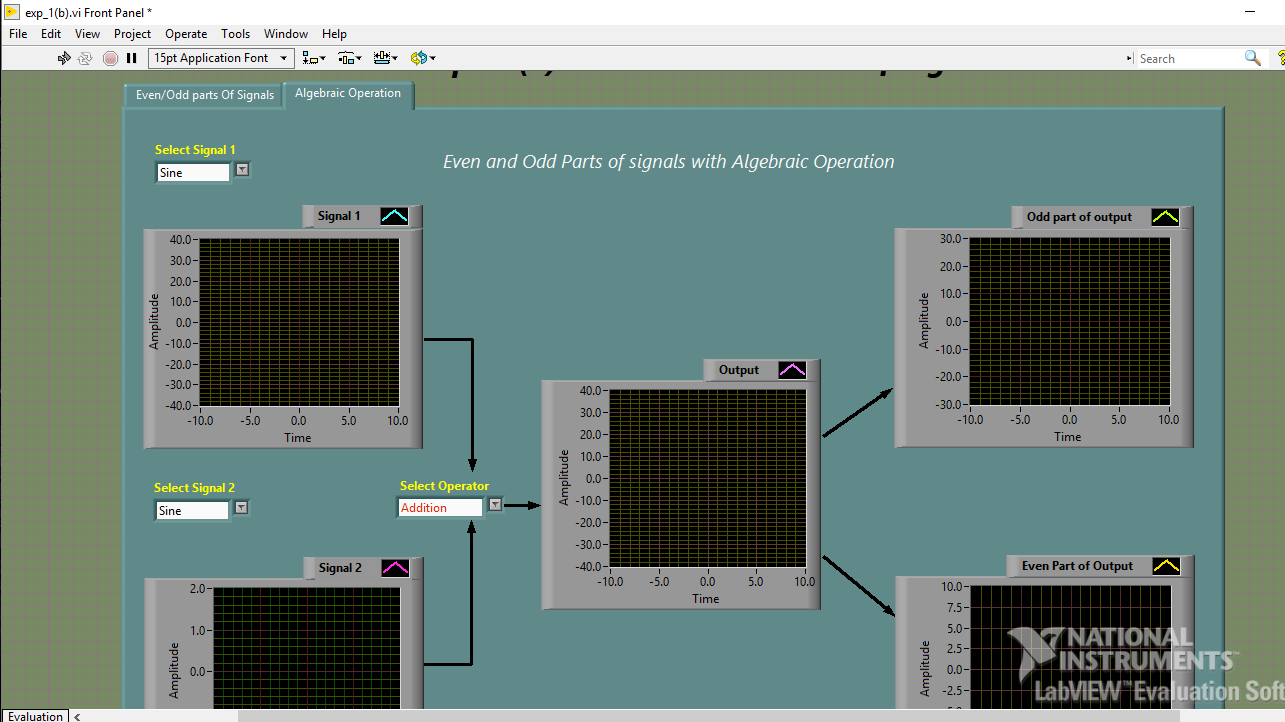 exp_1(b).vi Front Panel *
File Edit View Project Operate Tools Window Help
15pt Application Font
Search
Even/Odd parts Of Signals
Algebraic Operation
Even and Odd Parts of signals with Algebraic Operation
Select Signal 1
Sine
Signal 1
Amplitude
40.0
30.0
20.0
10.0
0.0
-10.0
-20.0
-30.0
-40.0
-10.0 -5.0 0.0 5.0 10.0
Time
Select Signal 2
Sine
Signal 2
Amplitude
2.0
1.0
0.0
Select Operator
Addition
Output
Amplitude
40.0
30.0
20.0
10.0
0.0
-10.0
-20.0
-30.0
-40.0
-10.0 -5.0 0.0 5.0 10.0
Time
Odd part of output
Amplitude
30.0
20.0
10.0
0.0
-10.0
-20.0
-30.0
-10.0 -5.0 0.0 5.0 10.0
Time
Even Part of Output
Amplitude
10.0
7.5
5.0
2.5
0.0
-2.5
NATIONAL
INSTRUMENTS™
LabVIEW™ Evaluation Soft
Evaluation